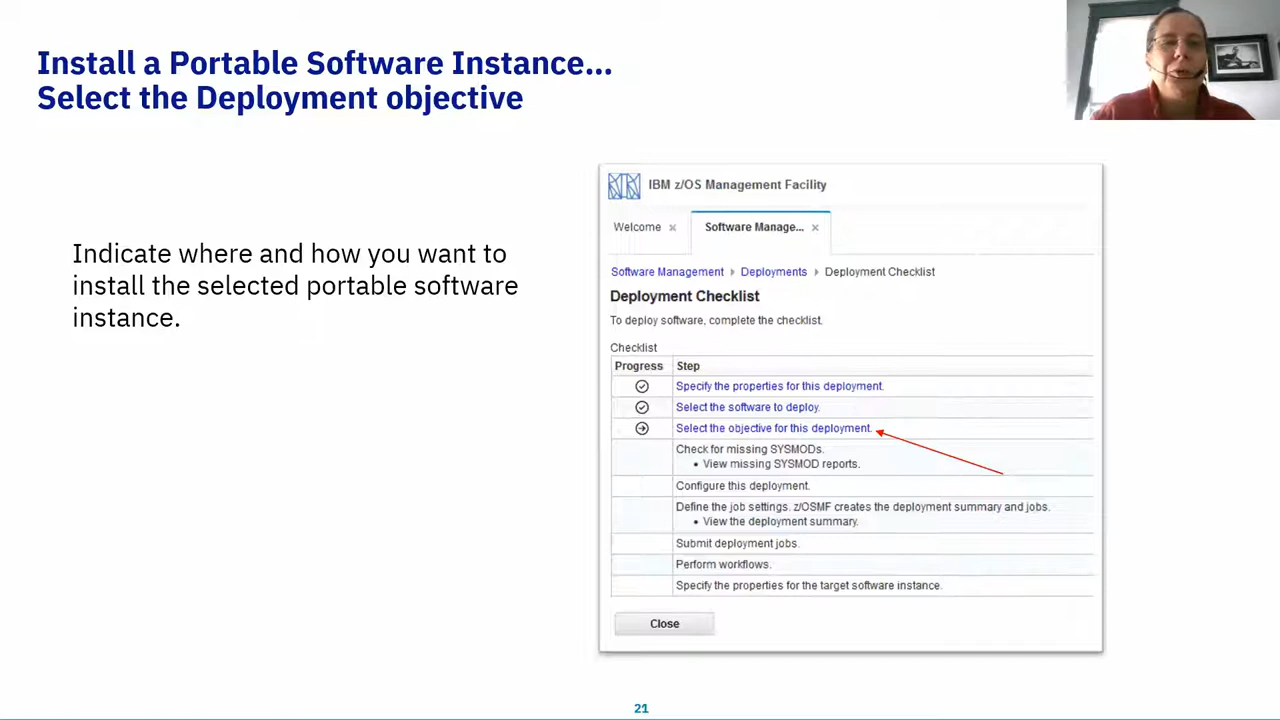 Install a Portable Software Instance...
Select the Deployment objective
Indicate where and how you want to
install the selected portable software
instance.
IBM z/OS Management Facility
Welcome ×
Software Manage... ×
Software Management ▸ Deployments ▸ Deployment Checklist
Deployment Checklist
To deploy software, complete the checklist.
Checklist
Progress Step
Specify the properties for this deployment.
Select the software to deploy.
Select the objective for this deployment.
Check for missing SYSMODs.
• View missing SYSMOD reports.
Configure this deployment.
Define the job settings. z/OSMF creates the deployment summary and jobs.
• View the deployment summary.
Submit deployment jobs.
Perform workflows.
Specify the properties for the target software instance.
Close
21